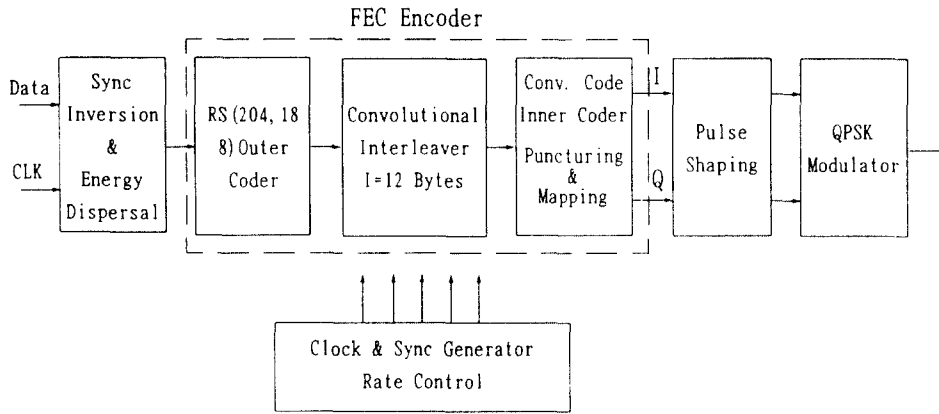 FEC Encoder
Data
CLK
Sync
Inversion
&
Energy
Dispersal
RS(204, 18
8)Outer
Coder
Convolutional
Interleaver
I=12 Bytes
Conv. Code
Inner Coder
Puncturing
&
Mapping
I
Q
Pulse
Shaping
QPSK
Modulator
Clock & Sync Generator
Rate Control